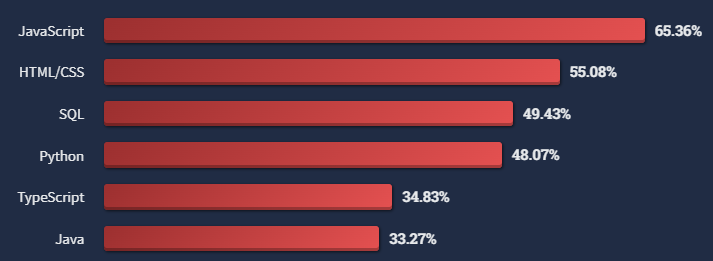 JavaScript 65.36%
HTML/CSS 55.08%
SQL 49.43%
Python 48.07%
TypeScript 34.83%
Java 33.27%